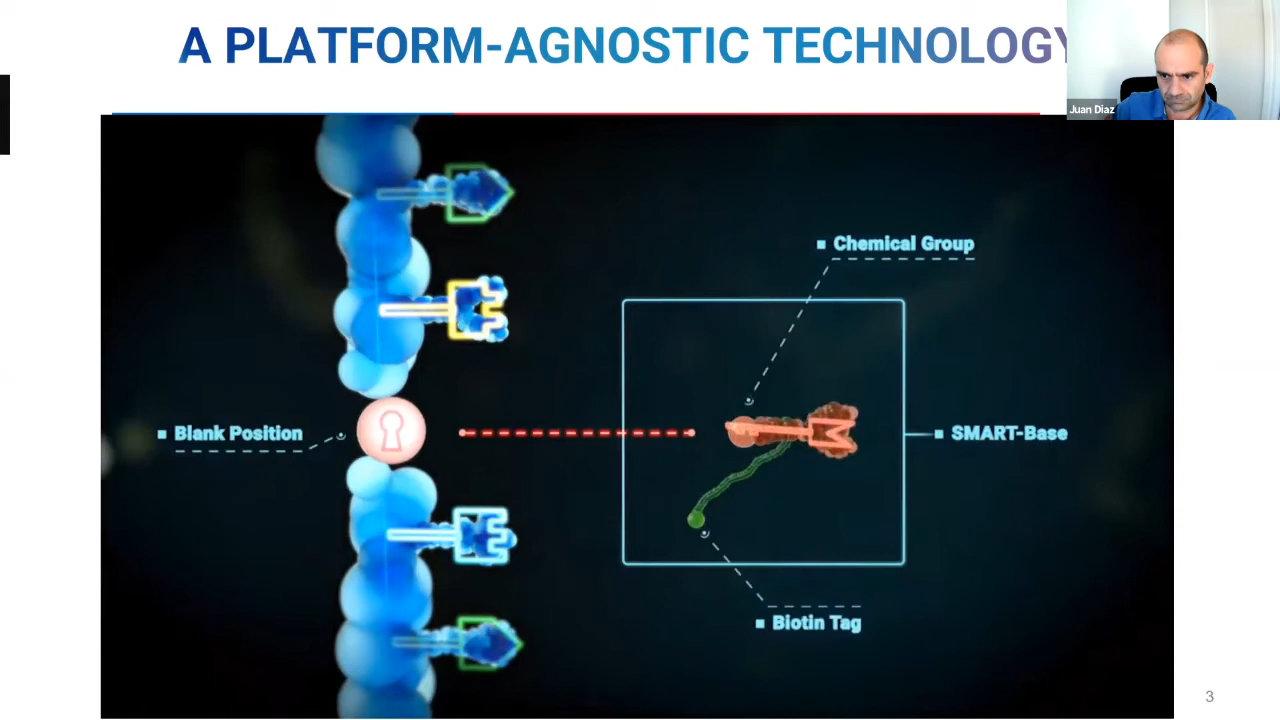 A PLATFORM-AGNOSTIC TECHNOLOGY
Juan Diaz
Chemical Group
Blank Position
SMART-Base
Biotin Tag
3